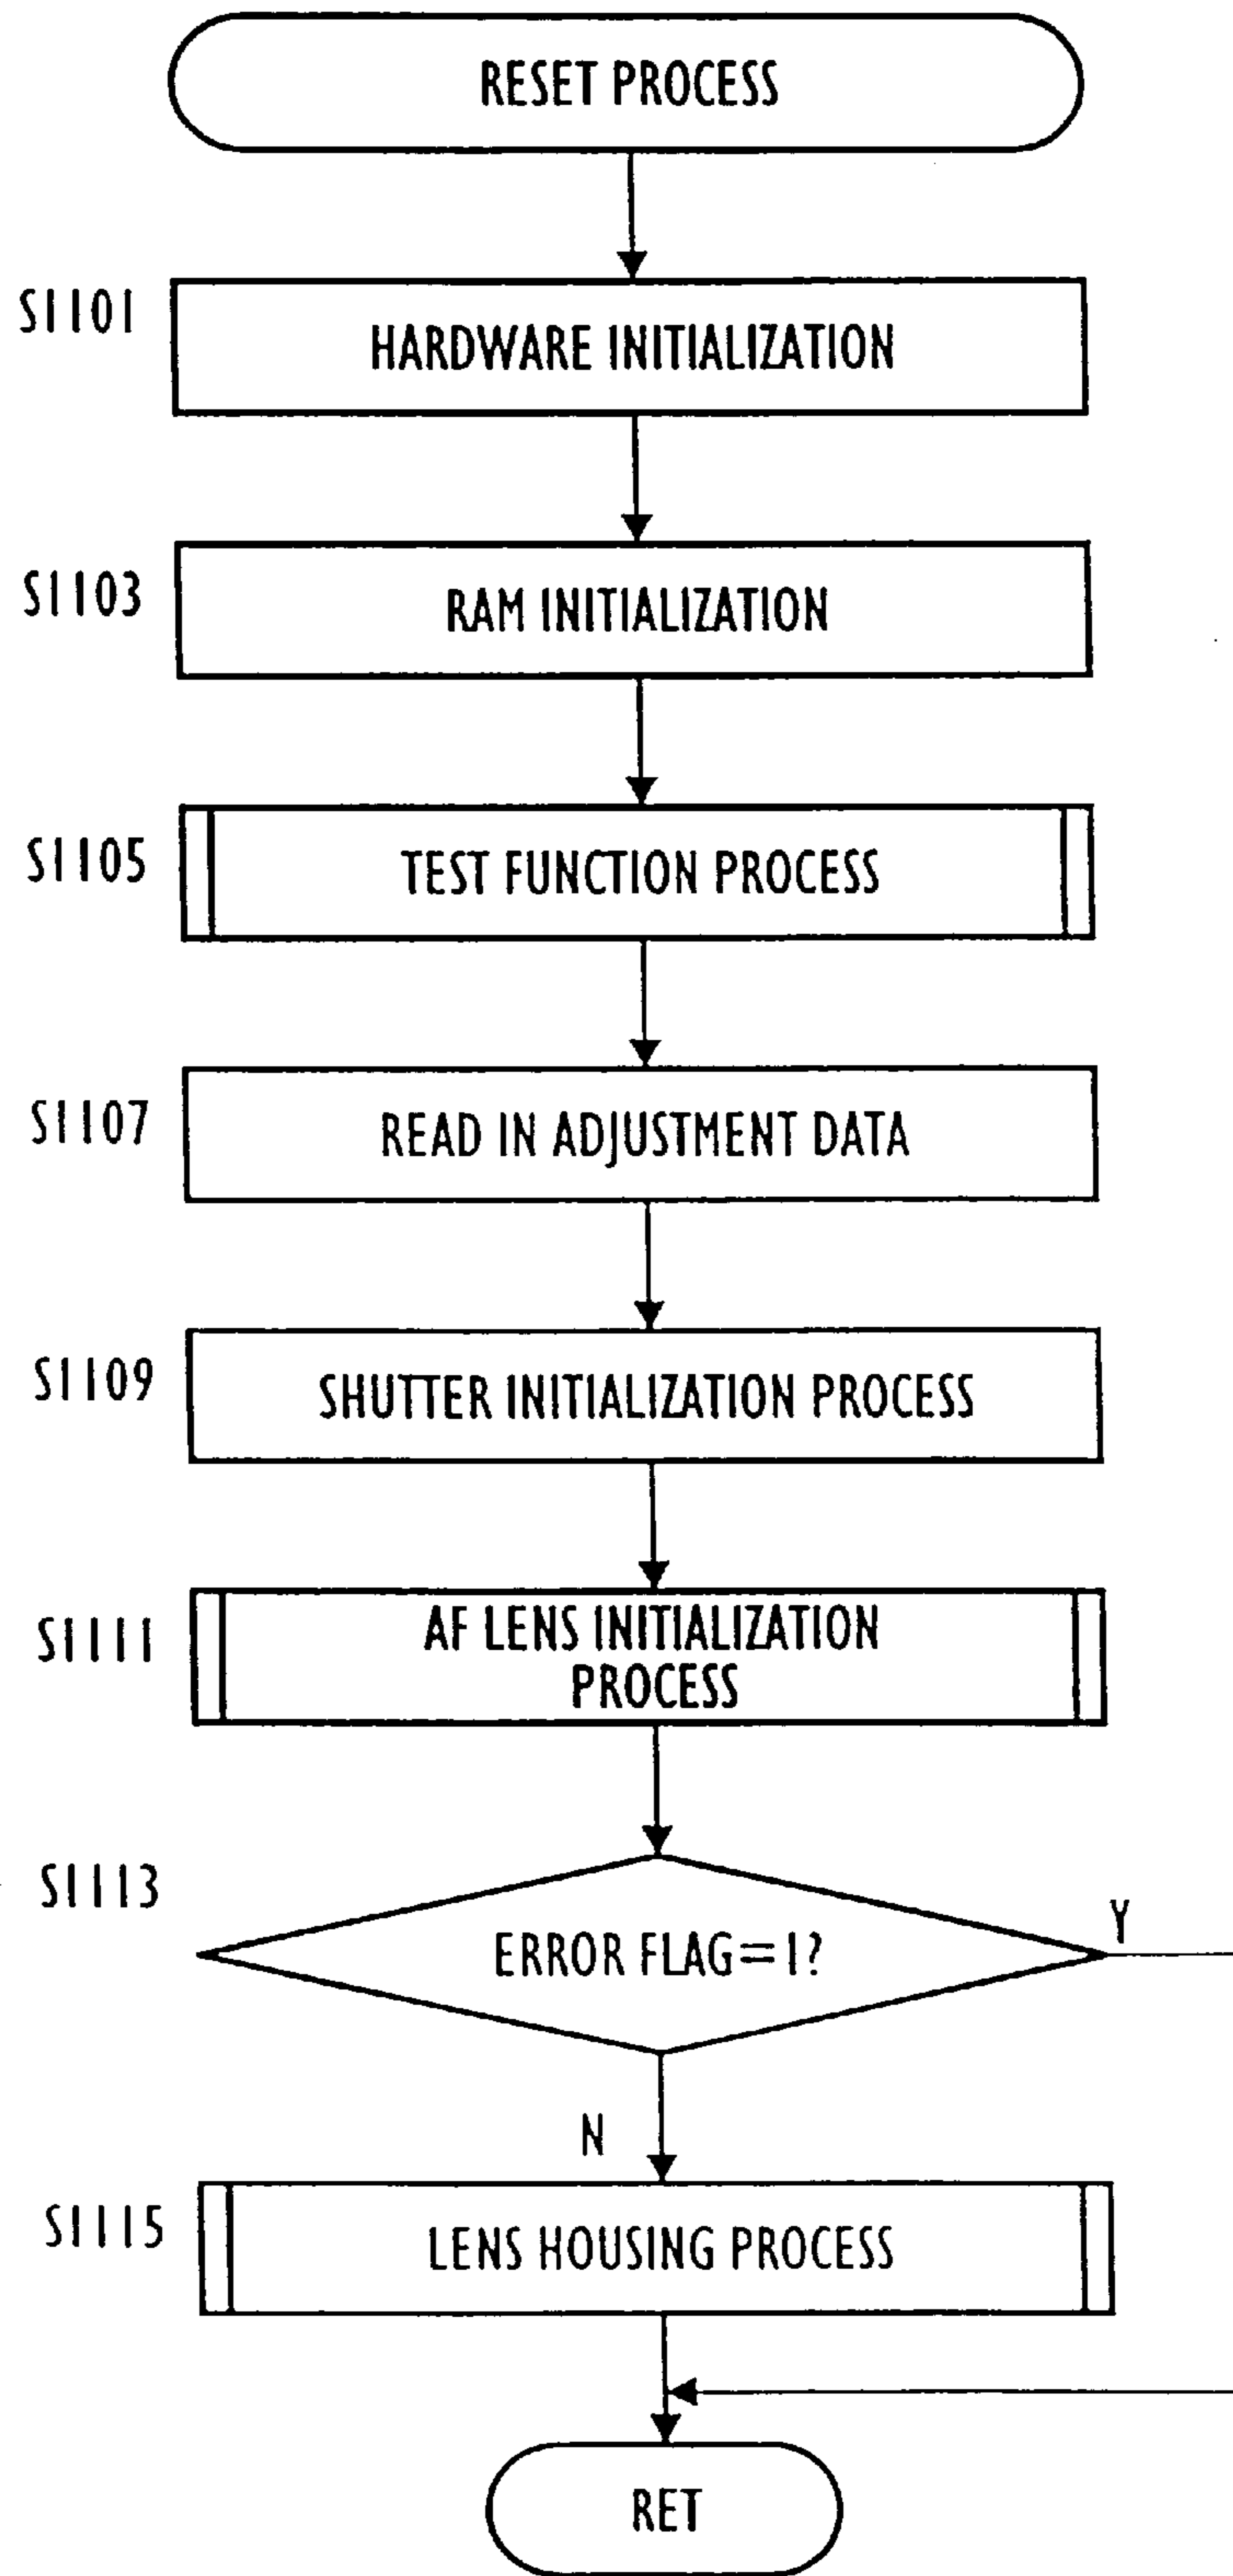 RESET PROCESS
S1101
HARDWARE INITIALIZATION
S1103
RAM INITIALIZATION
S1105
TEST FUNCTION PROCESS
S1107
READ IN ADJUSTMENT DATA
S1109
SHUTTER INITIALIZATION PROCESS
S1111
AF LENS INITIALIZATION
PROCESS
S1113
ERROR FLAG=1?
Y
N
S1115
LENS HOUSING PROCESS
RET